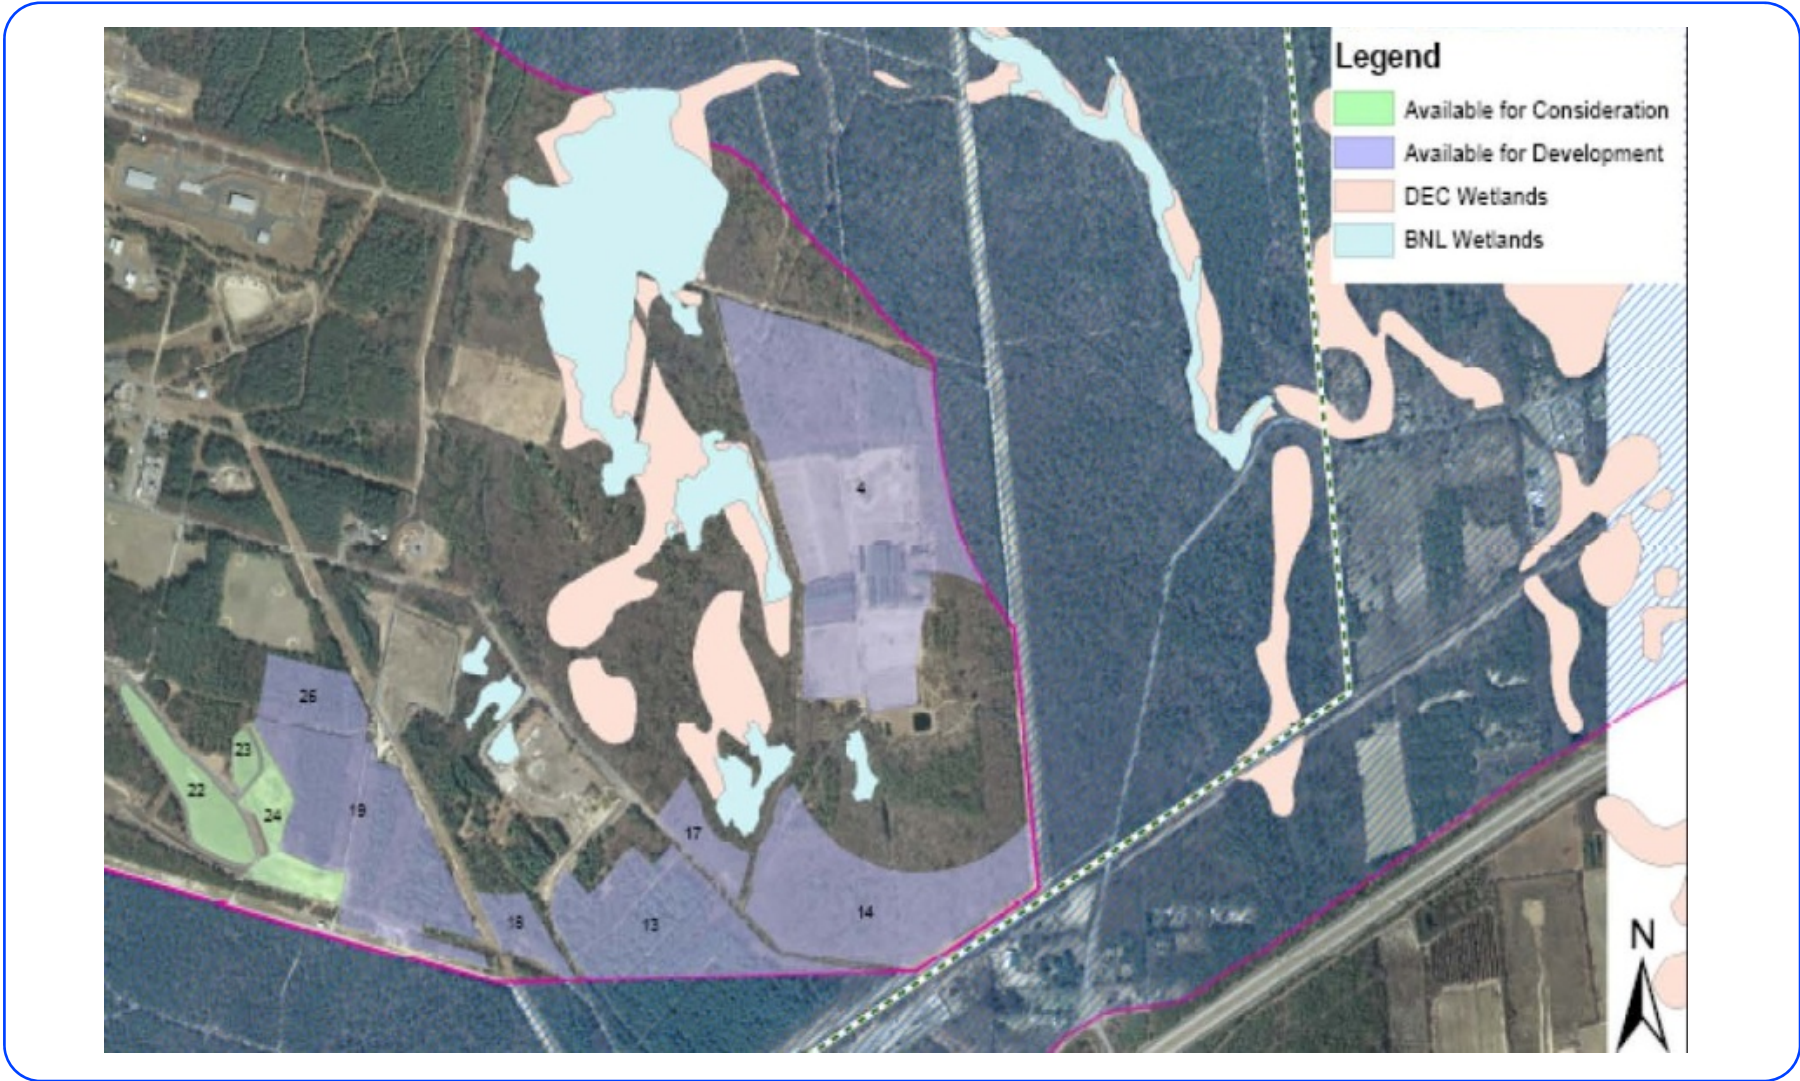 Legend
Available for Consideration
Available for Development
DEC Wetlands
BNL Wetlands
4
26
23
22
24
19
17
18
13
14
N